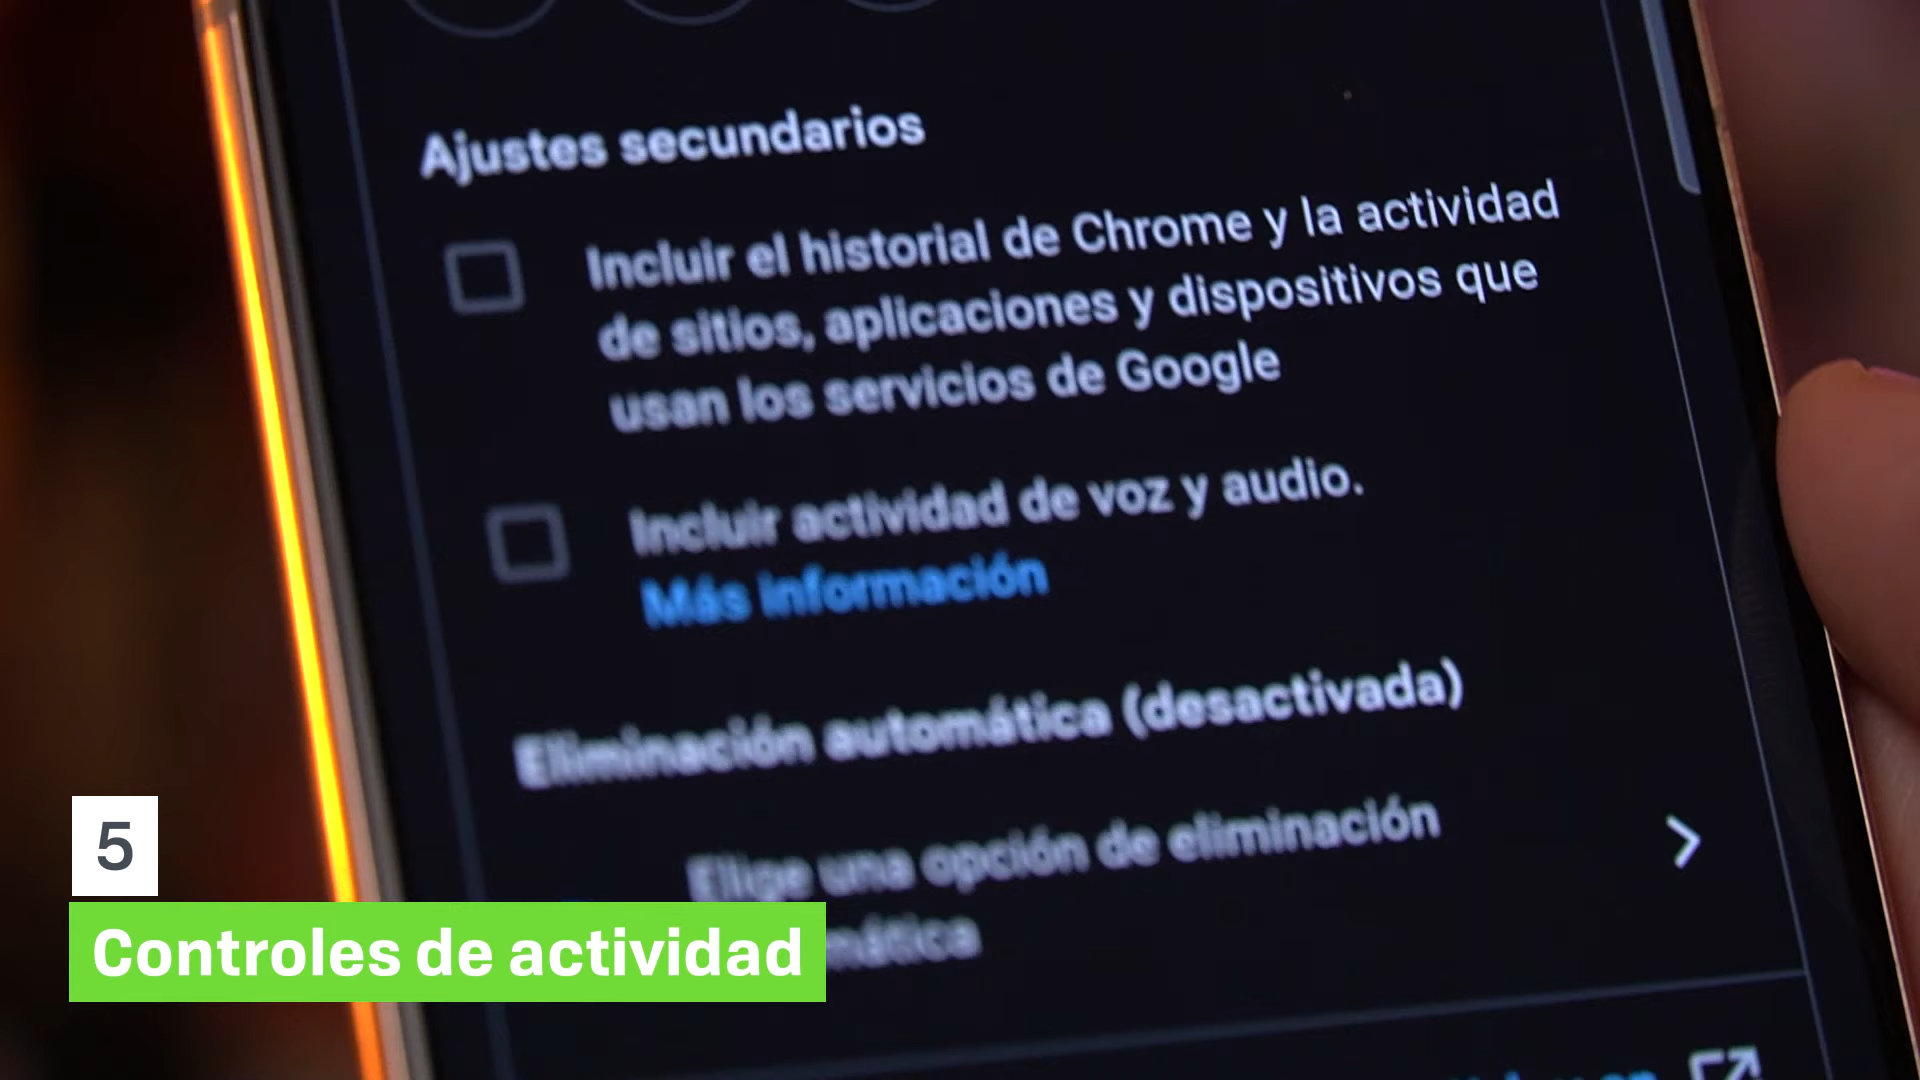 Ajustes secundarios
Incluir el historial de Chrome y la actividad
de sitios, aplicaciones y dispositivos que
usan los servicios de Google
Incluir actividad de voz y audio.
Más información
Eliminación automática (desactivada)
Elige una opción de eliminación
5
Controles de actividad